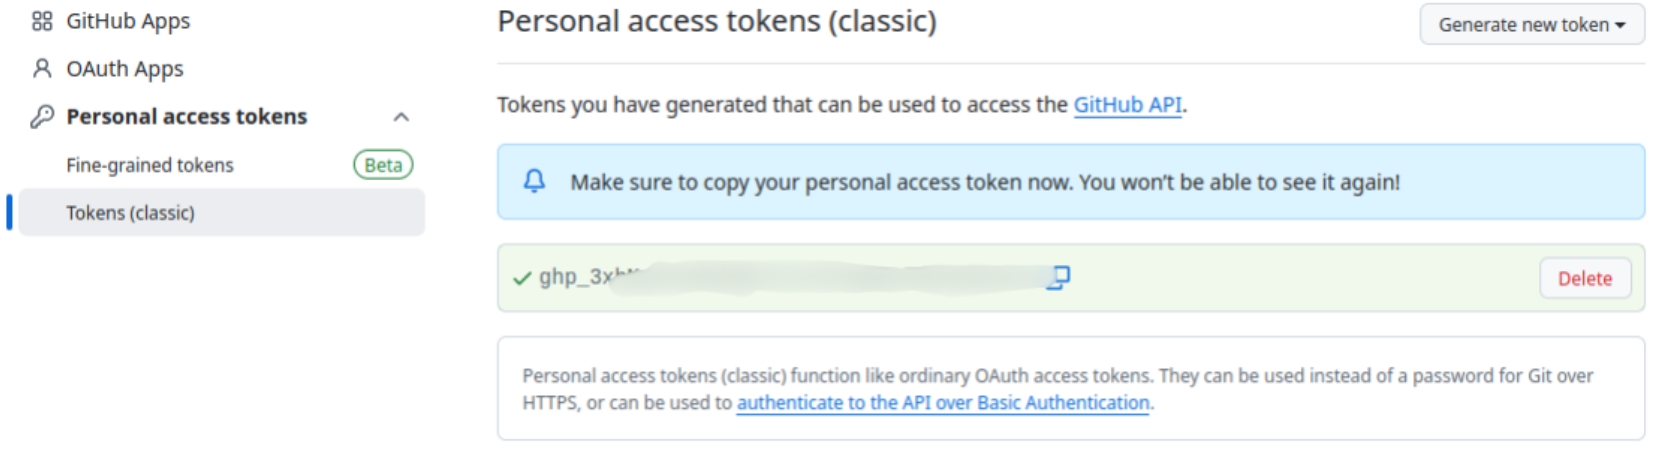 GitHub Apps
OAuth Apps
Personal access tokens
Fine-grained tokens Beta
Tokens (classic)
Personal access tokens (classic)
Generate new token
Tokens you have generated that can be used to access the GitHub API.
Make sure to copy your personal access token now. You won't be able to see it again!
Delete
Personal access tokens (classic) function like ordinary OAuth access tokens. They can be used instead of a password for Git over
HTTPS, or can be used to authenticate to the API over Basic Authentication.